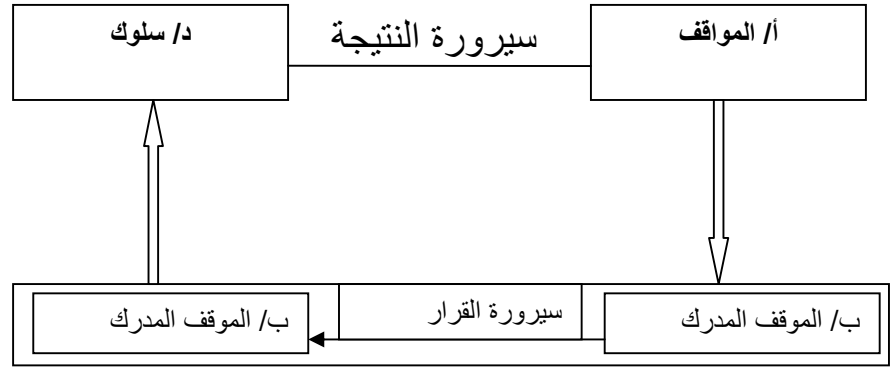 أ/ المواقف
سيرورة النتيجة
د/ سلوك
ب/ الموقف المدرك
سيرورة القرار
ب/ الموقف المدرك